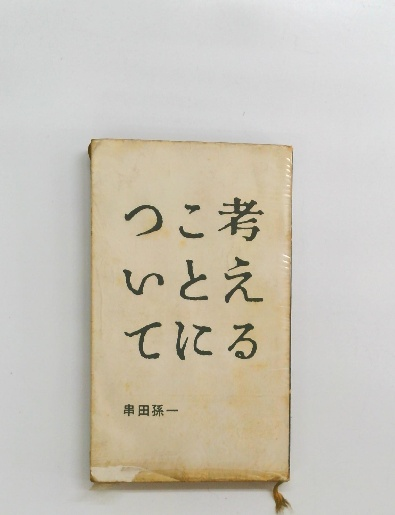 考える
ことに
ついて
串田孫一